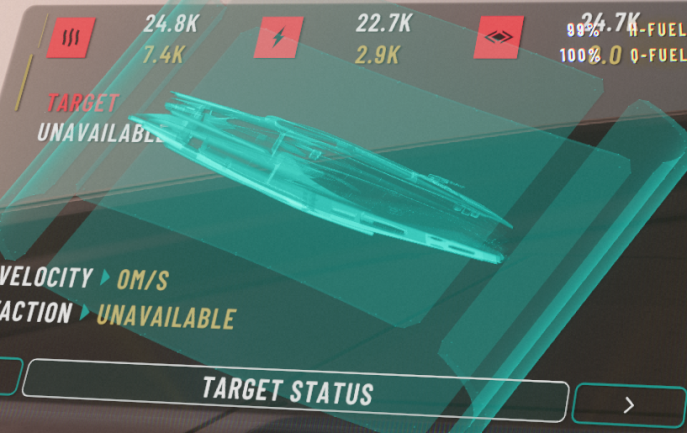 24.8K
7.4K
22.7K
2.9K
24.7K
99% H-FUEL
100% Q-FUEL
TARGET
UNAVAILABLE
VELOCITY 0M/S
UNAVAILABLE
TARGET STATUS